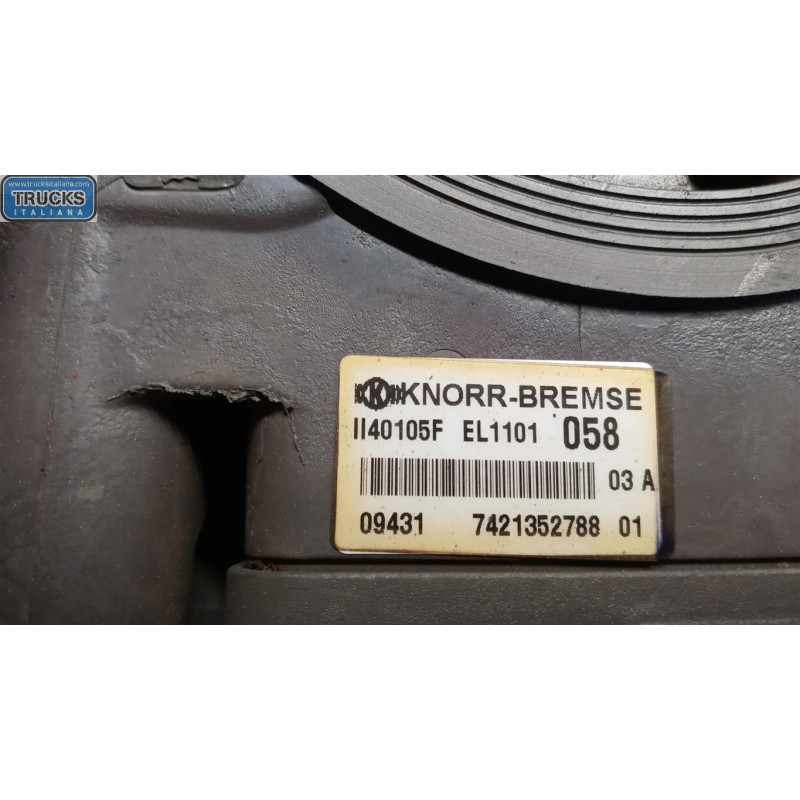 www.trucksitaliana.com
TRUCKS
ITALIANA
K KNORR-BREMSE
II40105F EL1101 058
03 A
09431 7421352788 01